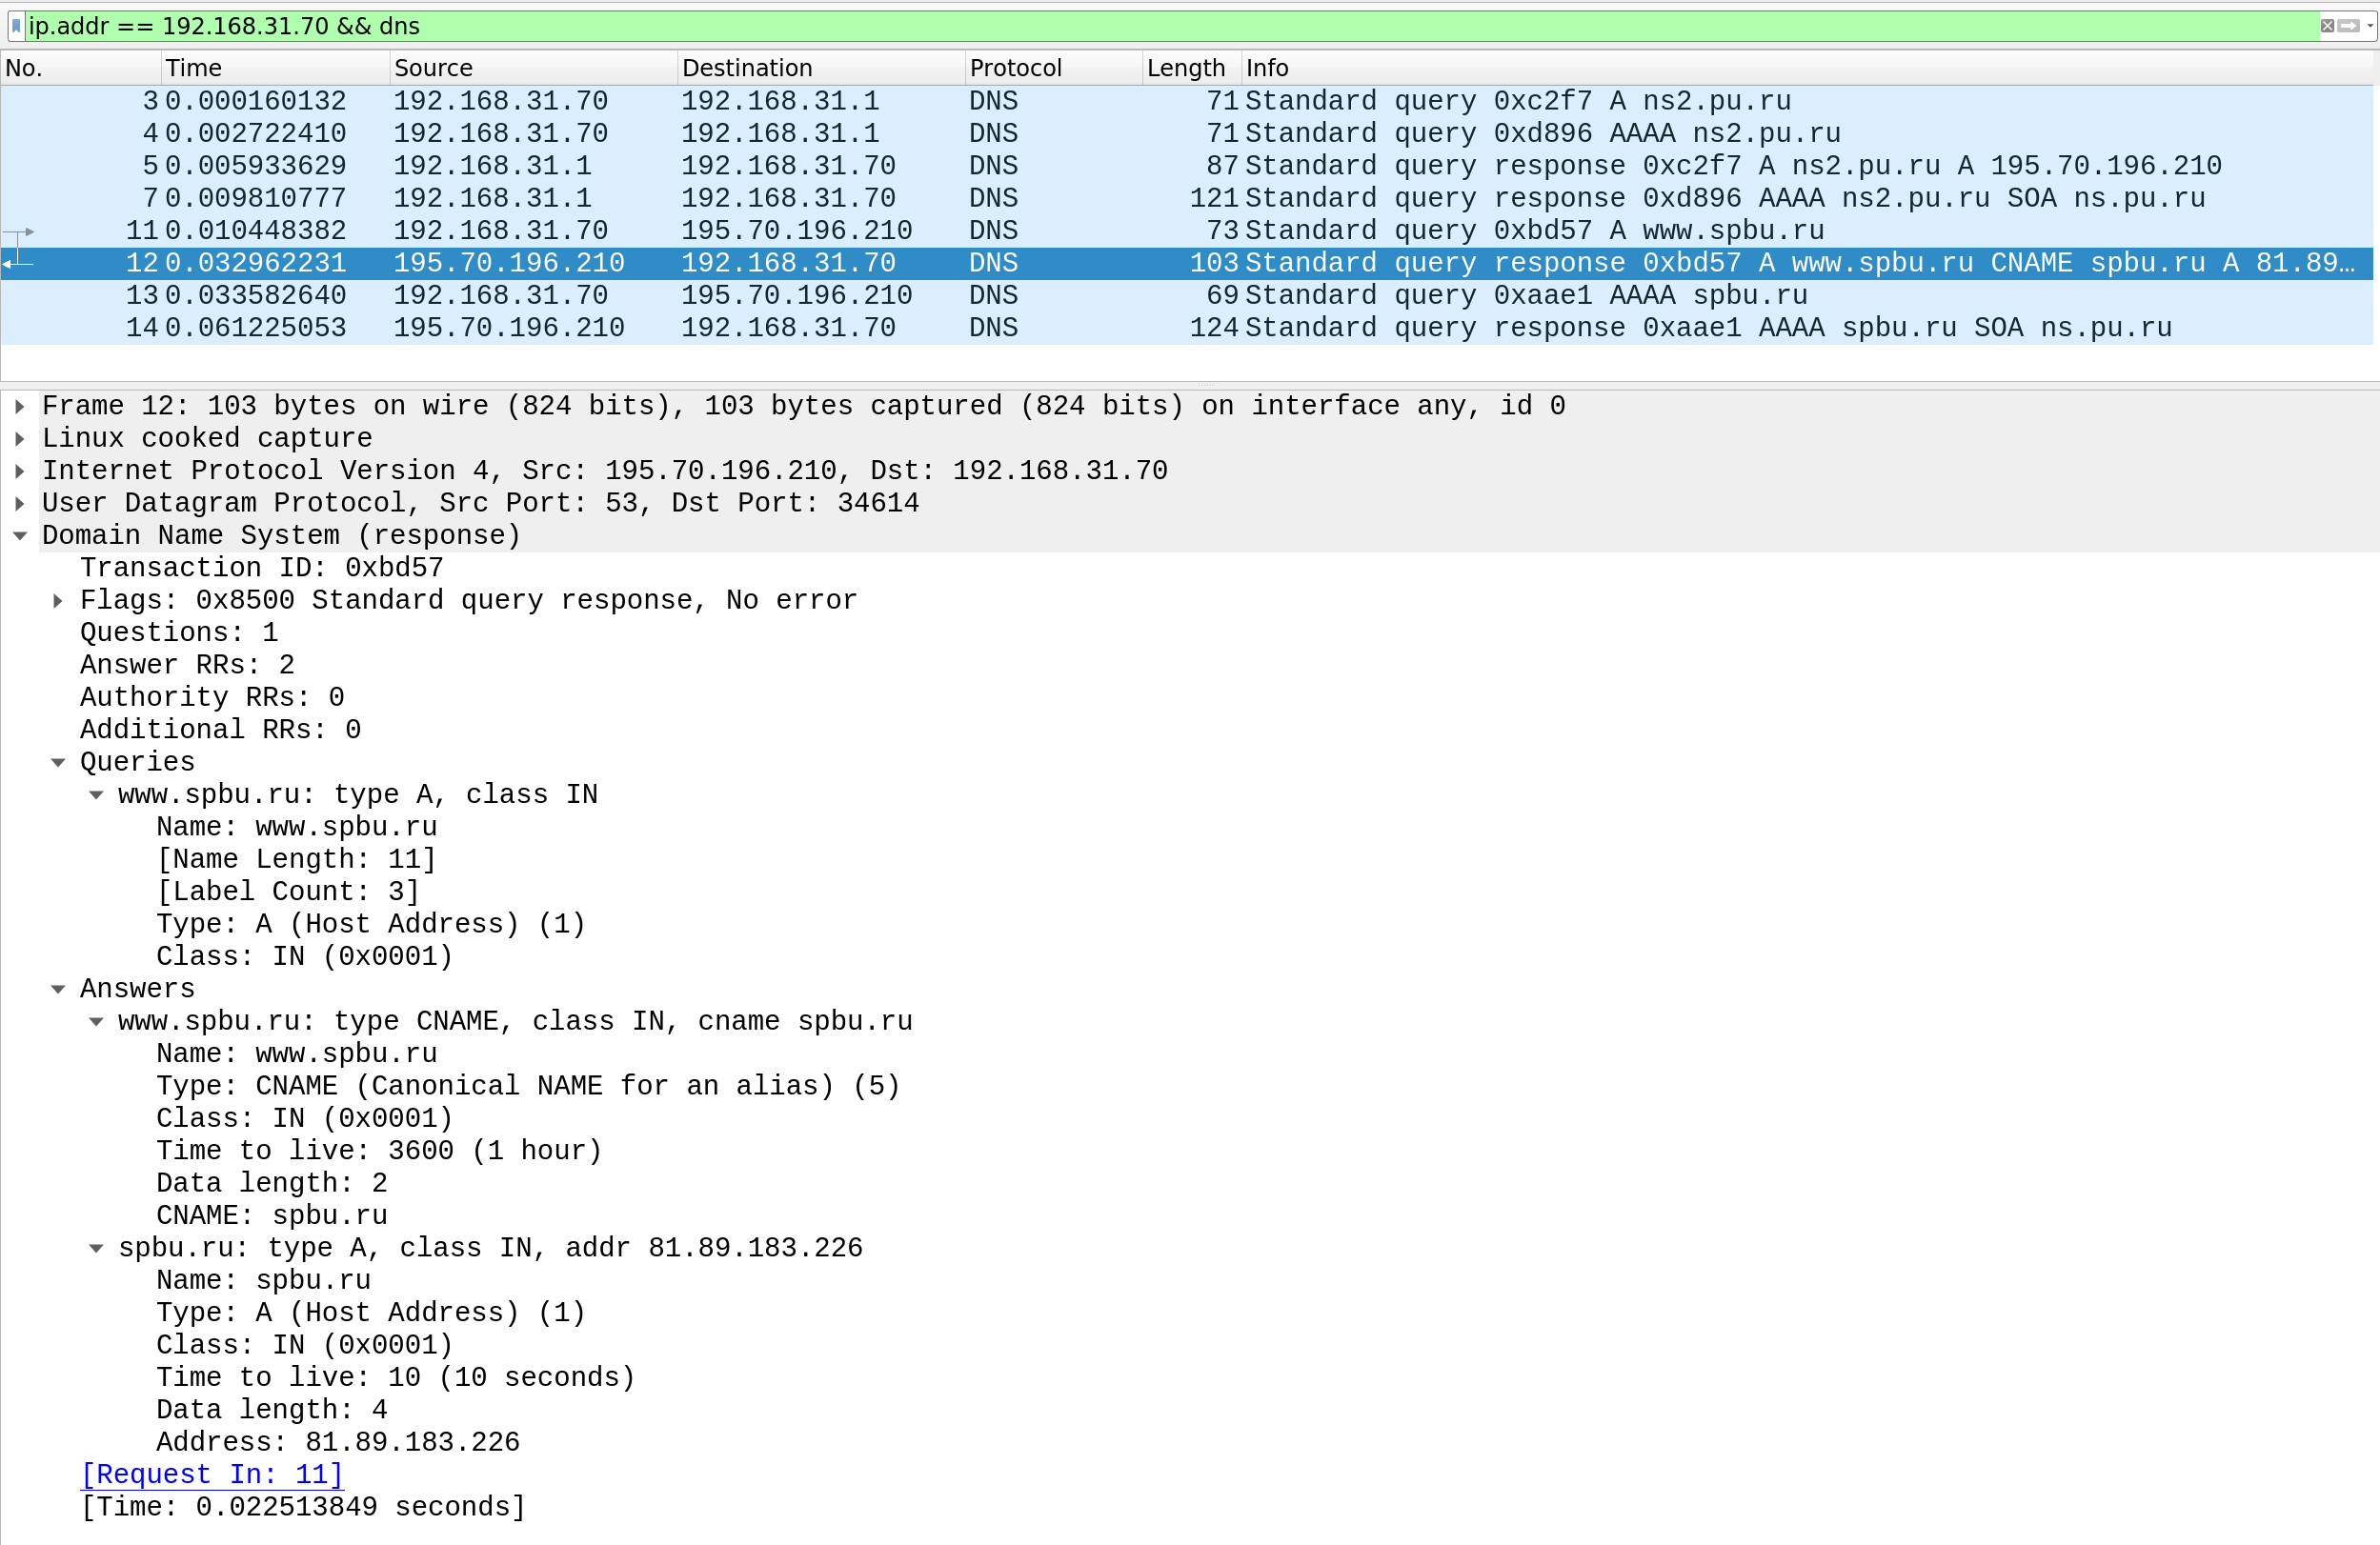 ip.addr == 192.168.31.70 && dns
No. Time Source Destination Protocol Length Info
3 0.000160132 192.168.31.70 192.168.31.1 DNS 71 Standard query 0xc2f7 A ns2.pu.ru
4 0.002722410 192.168.31.70 192.168.31.1 DNS 71 Standard query 0xd896 AAAA ns2.pu.ru
5 0.005933629 192.168.31.1 192.168.31.70 DNS 87 Standard query response 0xc2f7 A ns2.pu.ru A 195.70.196.210
7 0.009810777 192.168.31.1 192.168.31.70 DNS 121 Standard query response 0xd896 AAAA ns2.pu.ru SOA ns.pu.ru
11 0.010448382 192.168.31.70 195.70.196.210 DNS 73 Standard query 0xbd57 A www.spbu.ru
12 0.032962231 195.70.196.210 192.168.31.70 DNS 103 Standard query response 0xbd57 A www.spbu.ru CNAME spbu.ru A 81.89…
13 0.033582640 192.168.31.70 195.70.196.210 DNS 69 Standard query 0xaae1 AAAA spbu.ru
14 0.061225053 195.70.196.210 192.168.31.70 DNS 124 Standard query response 0xaae1 AAAA spbu.ru SOA ns.pu.ru
Frame 12: 103 bytes on wire (824 bits), 103 bytes captured (824 bits) on interface any, id 0
Linux cooked capture
Internet Protocol Version 4, Src: 195.70.196.210, Dst: 192.168.31.70
User Datagram Protocol, Src Port: 53, Dst Port: 34614
Domain Name System (response)
Transaction ID: 0xbd57
Flags: 0x8500 Standard query response, No error
Questions: 1
Answer RRs: 2
Authority RRs: 0
Additional RRs: 0
Queries
www.spbu.ru: type A, class IN
Name: www.spbu.ru
[Name Length: 11]
[Label Count: 3]
Type: A (Host Address) (1)
Class: IN (0x0001)
Answers
www.spbu.ru: type CNAME, class IN, cname spbu.ru
Name: www.spbu.ru
Type: CNAME (Canonical NAME for an alias) (5)
Class: IN (0x0001)
Time to live: 3600 (1 hour)
Data length: 2
CNAME: spbu.ru
spbu.ru: type A, class IN, addr 81.89.183.226
Name: spbu.ru
Type: A (Host Address) (1)
Class: IN (0x0001)
Time to live: 10 (10 seconds)
Data length: 4
Address: 81.89.183.226
[Request In: 11]
[Time: 0.022513849 seconds]